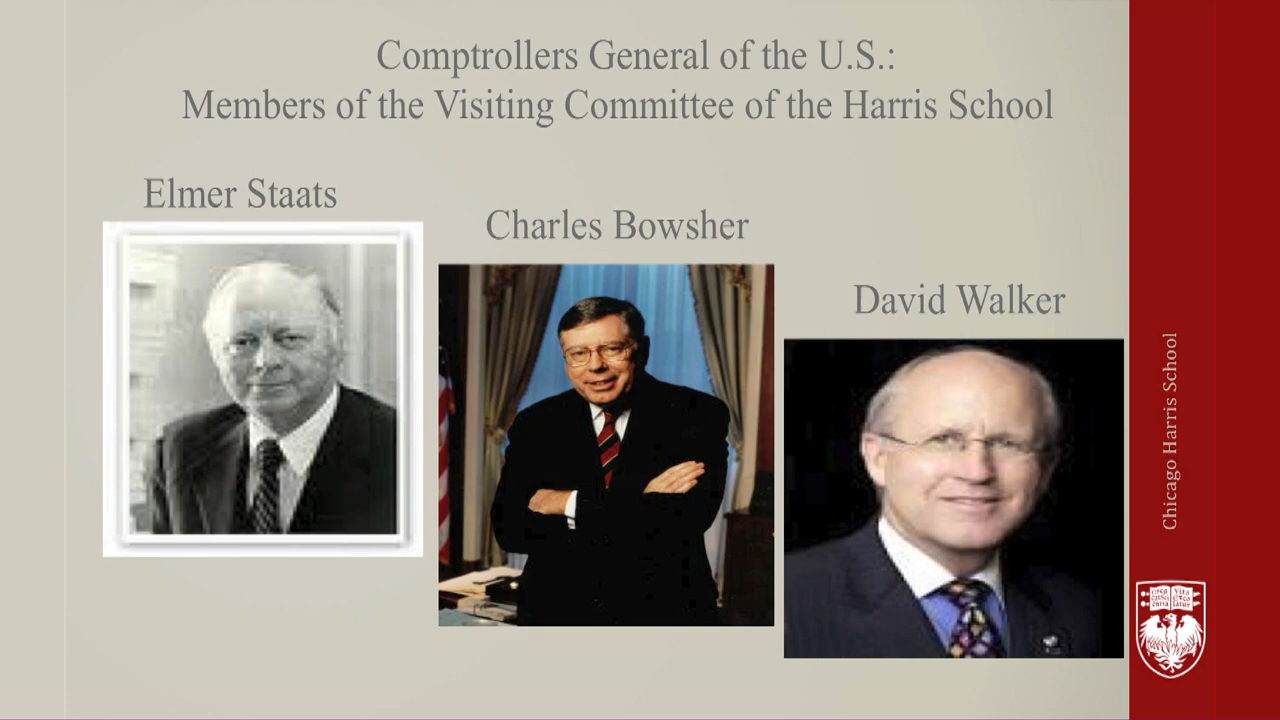 Comptrollers General of the U.S.:
Members of the Visiting Committee of the Harris School
Elmer Staats
Charles Bowsher
David Walker
Chicago Harris School